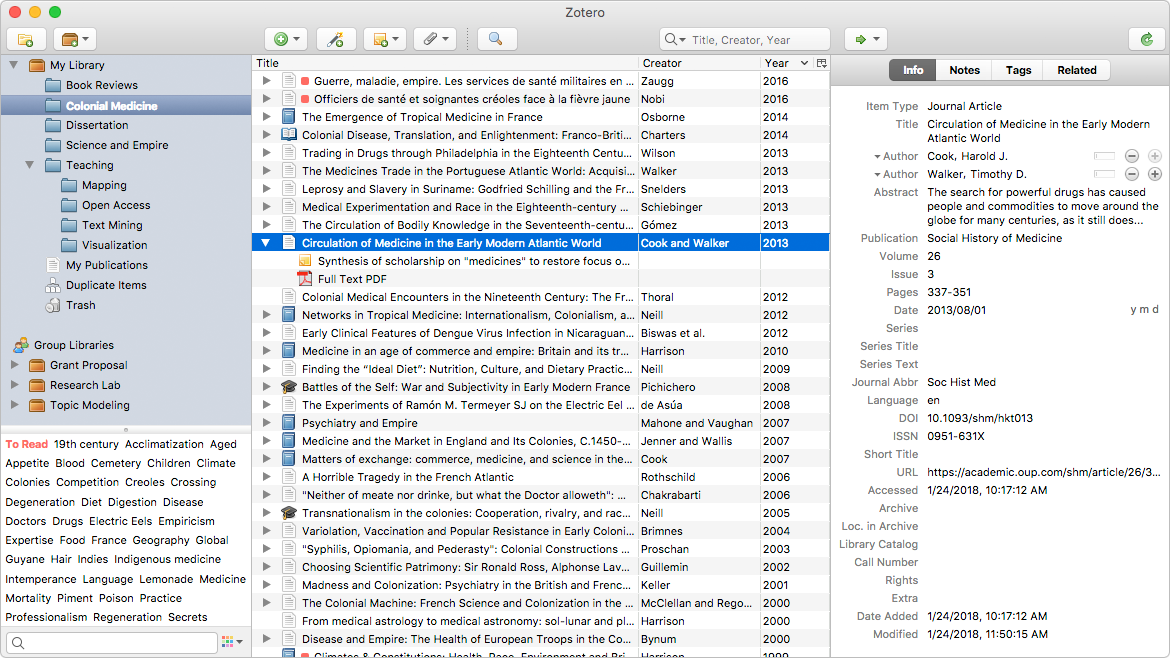 Zotero
Title, Creator, Year
My Library
Book Reviews
Colonial Medicine
Dissertation
Science and Empire
Teaching
Mapping
Open Access
Text Mining
Visualization
My Publications
Duplicate Items
Trash
Group Libraries
Grant Proposal
Research Lab
Topic Modeling
To Read 19th century Acclimatization Aged
Appetite Blood Cemetery Children Climate
Colonies Competition Creoles Crossing
Degeneration Diet Digestion Disease
Doctors Drugs Electric Eels Empiricism
Expertise Food France Geography Global
Guyane Hair Indies Indigenous medicine
Intemperance Language Lemonade Medicine
Mortality Piment Poison Practice
Professionalism Regeneration Secrets
Title Creator Year
Guerre, maladie, empire. Les services de santé militaires en ... Zaugg 2016
Officiers de santé et soignantes créoles face à la fièvre jaune Nobi 2016
The Emergence of Tropical Medicine in France Osborne 2014
Colonial Disease, Translation, and Enlightenment: Franco-Briti... Charters 2014
Trading in Drugs through Philadelphia in the Eighteenth Centu... Wilson 2013
The Medicines Trade in the Portuguese Atlantic World: Acquisi... Walker 2013
Leprosy and Slavery in Suriname: Godfried Schilling and the Fr... Snelders 2013
Medical Experimentation and Race in the Eighteenth-century ... Schiebinger 2013
The Circulation of Bodily Knowledge in the Seventeenth-centu... Gómez 2013
Circulation of Medicine in the Early Modern Atlantic World Cook and Walker 2013
Synthesis of scholarship on "medicines" to restore focus o...
Full Text PDF
Colonial Medical Encounters in the Nineteenth Century: The Fr... Thoral 2012
Networks in Tropical Medicine: Internationalism, Colonialism, a... Neill 2012
Early Clinical Features of Dengue Virus Infection in Nicaraguan... Biswas et al. 2012
Medicine in an age of commerce and empire: Britain and its tr... Harrison 2010
Finding the “Ideal Diet”: Nutrition, Culture, and Dietary Practic... Neill 2009
Battles of the Self: War and Subjectivity in Early Modern France Pichichero 2008
The Experiments of Ramón M. Termeyer SJ on the Electric Eel ... de Asúa 2008
Psychiatry and Empire Mahone and Vaughan 2007
Medicine and the Market in England and Its Colonies, C.1450-... Jenner and Wallis 2007
Matters of exchange: commerce, medicine, and science in the... Cook 2007
A Horrible Tragedy in the French Atlantic Rothschild 2006
"Neither of meate nor drinke, but what the Doctor alloweth": ... Chakrabarti 2006
Transnationalism in the colonies: Cooperation, rivalry, and rac... Neill 2005
Variolation, Vaccination and Popular Resistance in Early Coloni... Brimnes 2004
"Syphilis, Opiomania, and Pederasty": Colonial Constructions ... Proschan 2003
Choosing Scientific Patrimony: Sir Ronald Ross, Alphonse Lav... Guillemin 2002
Madness and Colonization: Psychiatry in the British and Frenc... Keller 2001
The Colonial Machine: French Science and Colonization in the ... McClellan and Rego... 2000
From medical astrology to medical astronomy: sol-lunar and pl... Harrison 2000
Disease and Empire: The Health of European Troops in the Co... Bynum 2000
Climates & Constitutions: Health, Race, Environment and Bri... Harrison 1999
Info Notes Tags Related
Item Type Journal Article
Title Circulation of Medicine in the Early Modern
Atlantic World
Author Cook, Harold J.
Author Walker, Timothy D.
Abstract The search for powerful drugs has caused
people and commodities to move around the
globe for many centuries, as it still does...
Publication Social History of Medicine
Volume 26
Issue 3
Pages 337-351
Date 2013/08/01 y m d
Series
Series Title
Series Text
Journal Abbr Soc Hist Med
Language en
DOI 10.1093/shm/hkt013
ISSN 0951-631X
Short Title
URL https://academic.oup.com/shm/article/26/3...
Accessed 1/24/2018, 10:17:12 AM
Archive
Loc. in Archive
Library Catalog
Call Number
Rights
Extra
Date Added 1/24/2018, 10:17:12 AM
Modified 1/24/2018, 11:50:15 AM